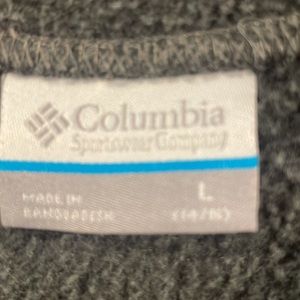 Columbia
Sportswear Company
L
MADE IN
BANGLADESH
(14/16)